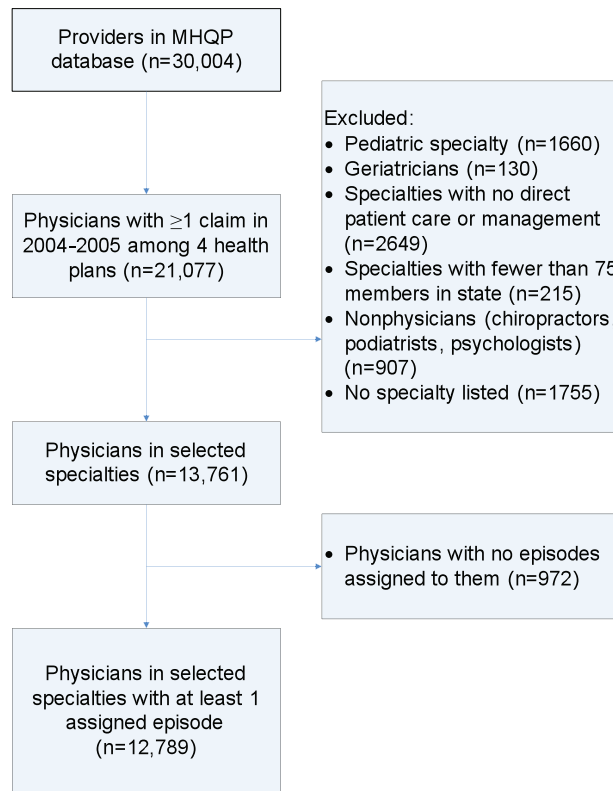 Providers in MHQP
database (n=30,004)
Physicians with ≥1 claim in
2004-2005 among 4 health
plans (n=21,077)
Excluded:
• Pediatric specialty (n=1660)
• Geriatricians (n=130)
• Specialties with no direct
patient care or management
(n=2649)
• Specialties with fewer than 75
members in state (n=215)
• Nonphysicians (chiropractors
podiatrists, psychologists)
(n=907)
• No specialty listed (n=1755)
Physicians in selected
specialties (n=13,761)
• Physicians with no episodes
assigned to them (n=972)
Physicians in selected
specialties with at least 1
assigned episode
(n=12,789)